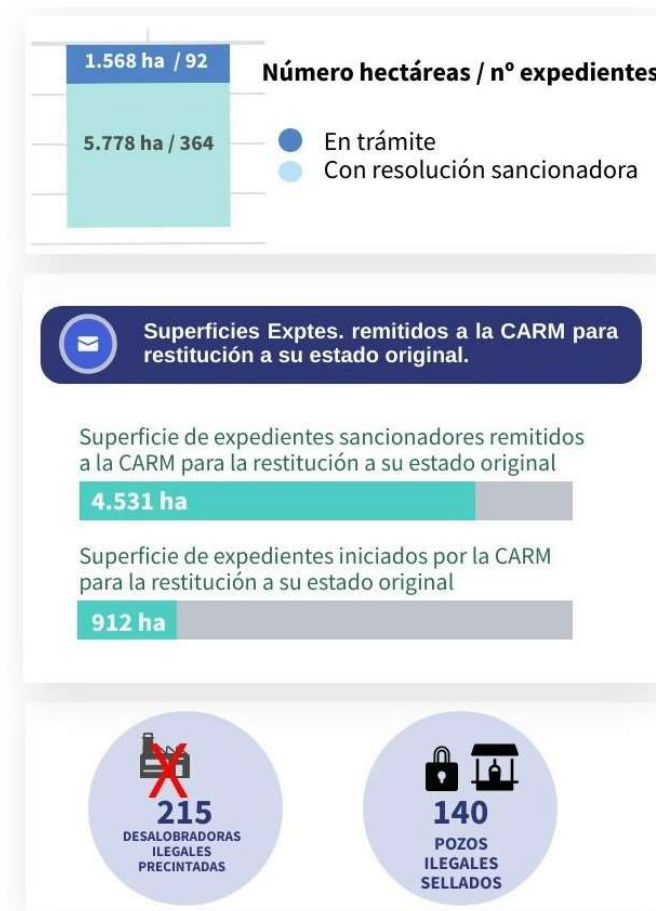 1.568 ha / 92
5.778 ha / 364
Número hectáreas / nº expedientes
En trámite
Con resolución sancionadora
Superficies Exptes. remitidos a la CARM para
restitución a su estado original.
Superficie de expedientes sancionadores remitidos
a la CARM para la restitución a su estado original
4.531 ha
Superficie de expedientes iniciados por la CARM
para la restitución a su estado original
912 ha
215
DESALOBRADORAS
ILEGALES
PRECINTADAS
140
POZOS
ILEGALES
SELLADOS